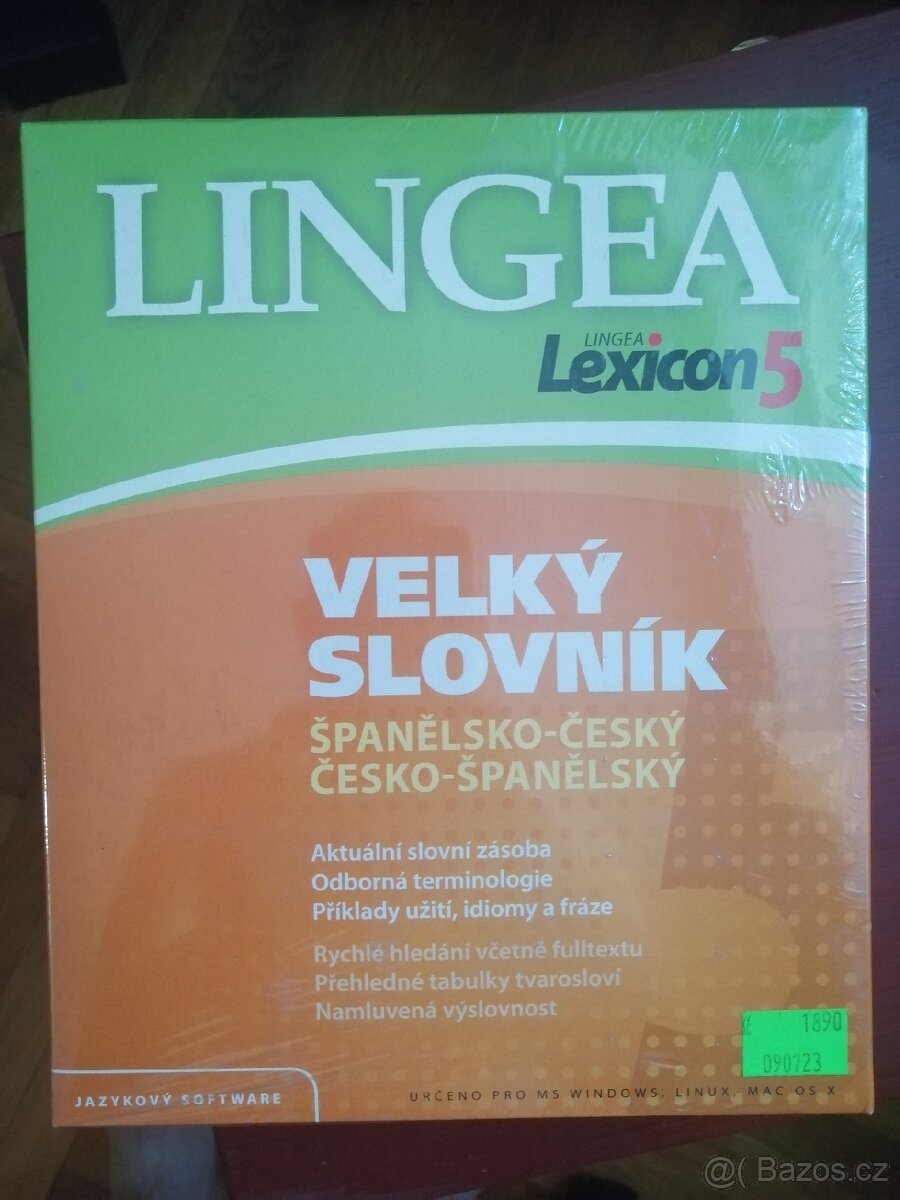 LINGEA
LINGEA
Lexicon5
VELKÝ
SLOVNÍK
ŠPANĚLSKO-ČESKÝ
ČESKO-ŠPANĚLSKÝ
Aktuální slovní zásoba
Odborná terminologie
Příklady užití, idiomy a fráze
Rychlé hledání včetně fulltextu
Přehledné tabulky tvarosloví
Namluvená výslovnost
1890
090723
JAZYKOVÝ SOFTWARE
URČENO PRO MS WINDOWS, LINUX, MAC OS X
@( Bazos.cz